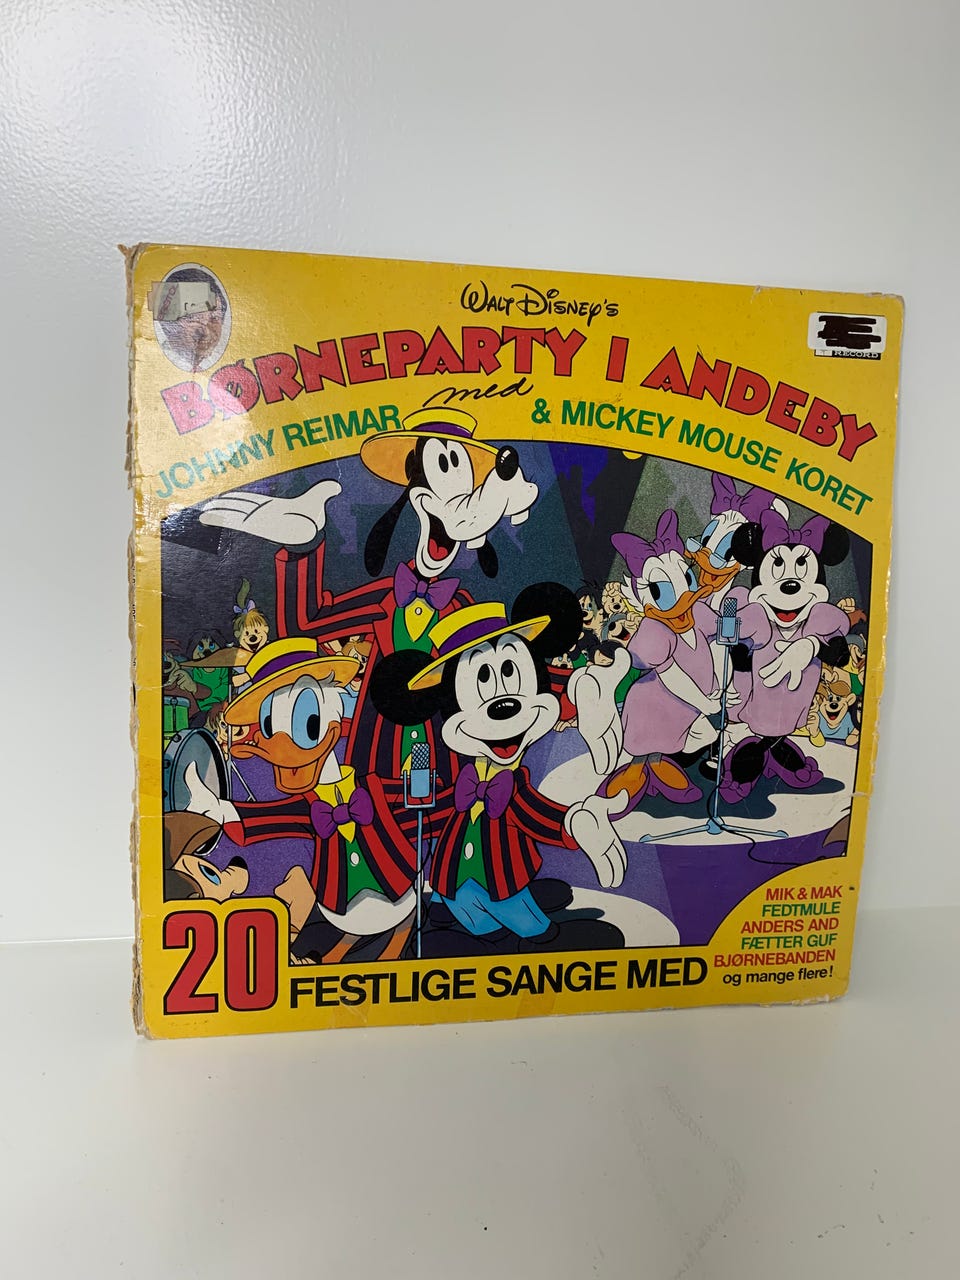 WALT DISNEY'S
BØRNEPARTY I ANDEBY
med
JOHNNY REIMAR & MICKEY MOUSE KORET
RECORD
MIK & MAK
FEDTMULE
ANDERS AND
FÆTTER GUF
BJØRNEBANDEN
og mange flere!
20 FESTLIGE SANGE MED